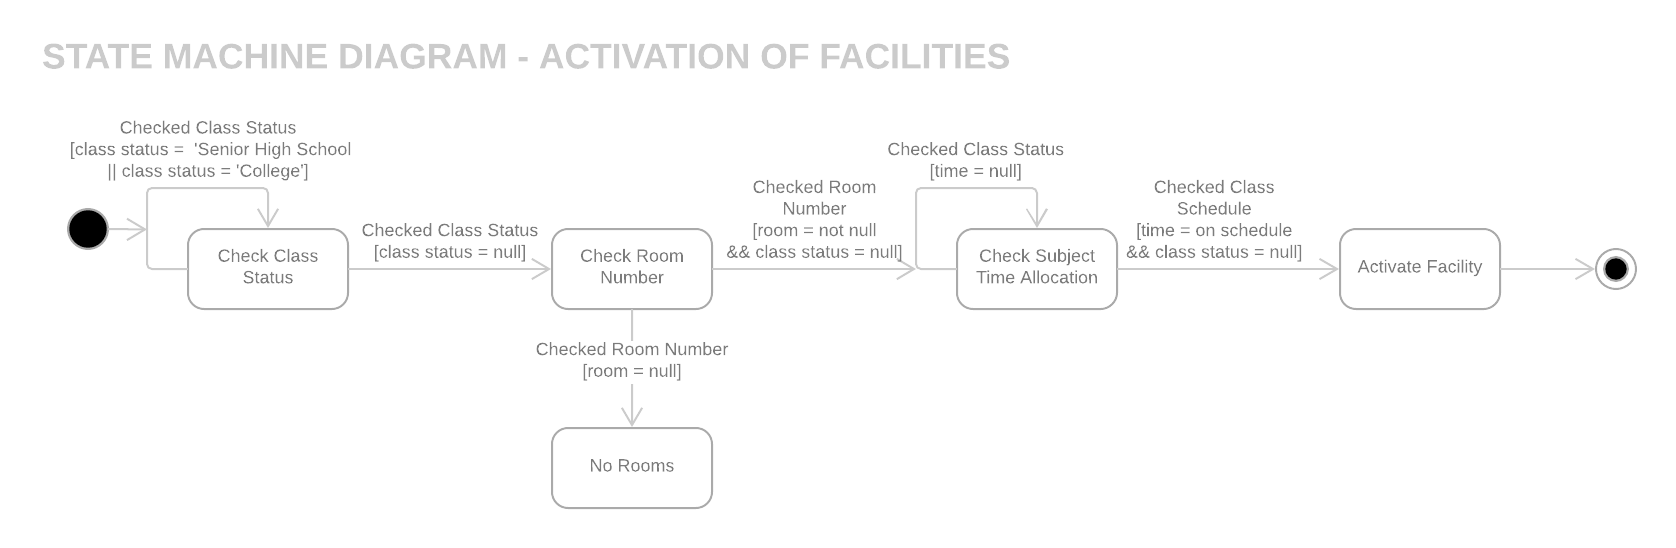 STATE MACHINE DIAGRAM - ACTIVATION OF FACILITIES
Checked Class Status
[class status =  'Senior High School
|| class status = 'College']
Check Class
Status
Checked Class Status
[class status = null]
Check Room
Number
Checked Room Number
[room = null]
No Rooms
Checked Room
Number
[room = not null
&& class status = null]
Checked Class Status
[time = null]
Check Subject
Time Allocation
Checked Class
Schedule
[time = on schedule
&& class status = null]
Activate Facility